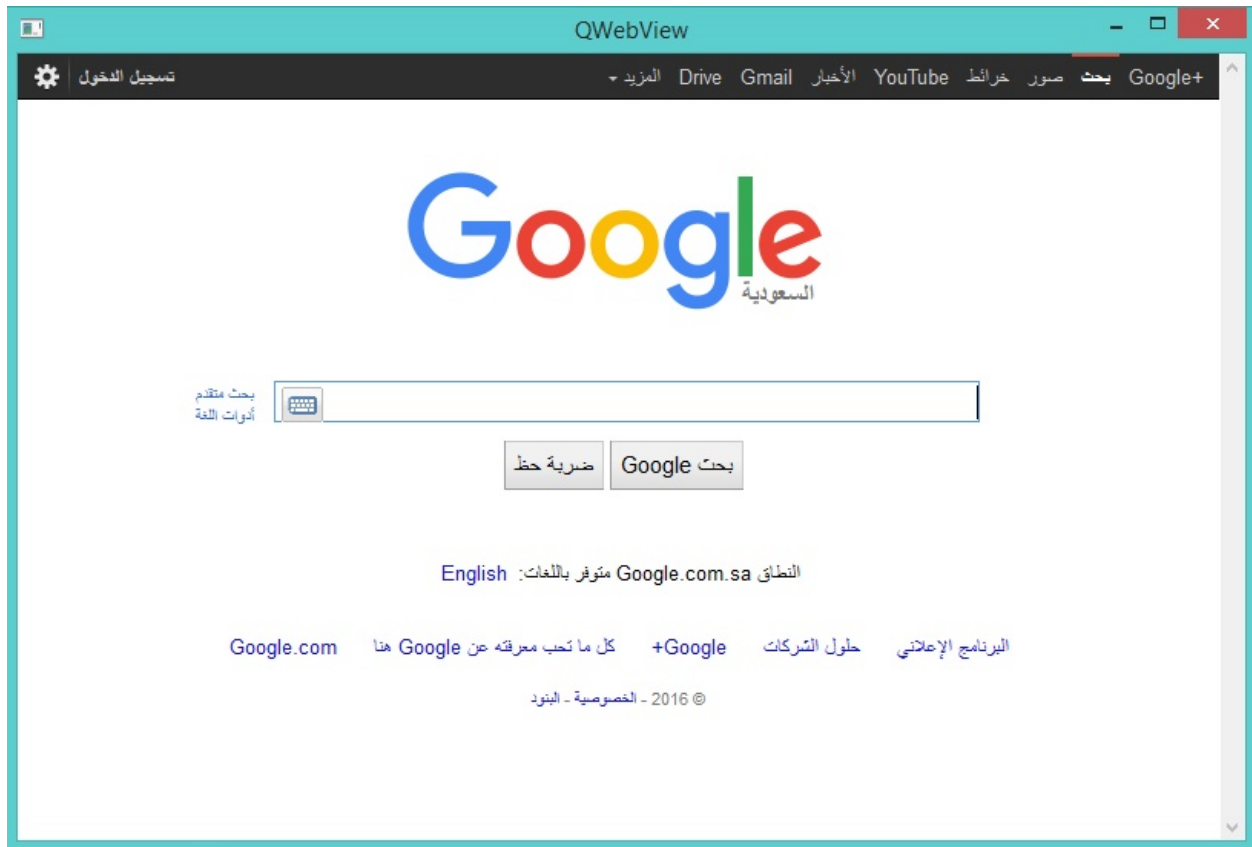 QWebView
Google+ بحث صور خرائط YouTube الأخبار Gmail Drive المزيد تسجيل الدخول
Google
السعودية
بحث متقدم
أدوات اللغة
بحث Google ضربة حظ
النطاق Google.com.sa متوفر باللغات: English
البرنامج الإعلاني حلول الشركات Google+ كل ما تحب معرفته عن Google هنا Google.com
© 2016 - الخصوصية - البنود